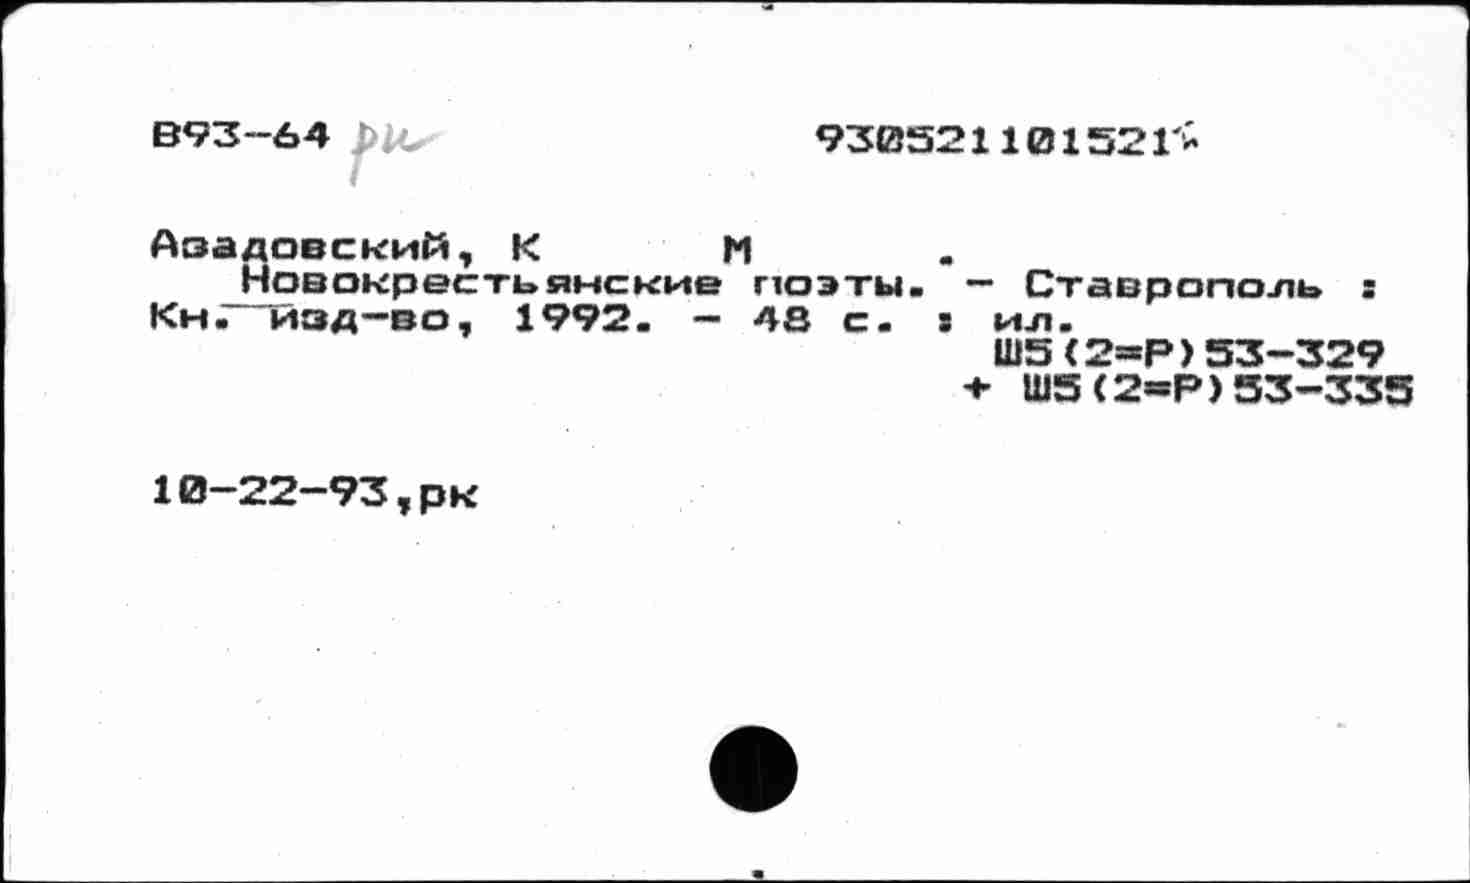 В93-64 рк 930521101521
Азадовский, К М .
Новокрестьянские поэты. - Ставрополь :
Кн. изд-во, 1992. - 48 с. : ил.
Ш5(2=Р)53-329
+ Ш5(2=Р)53-335
10-22-93,рк